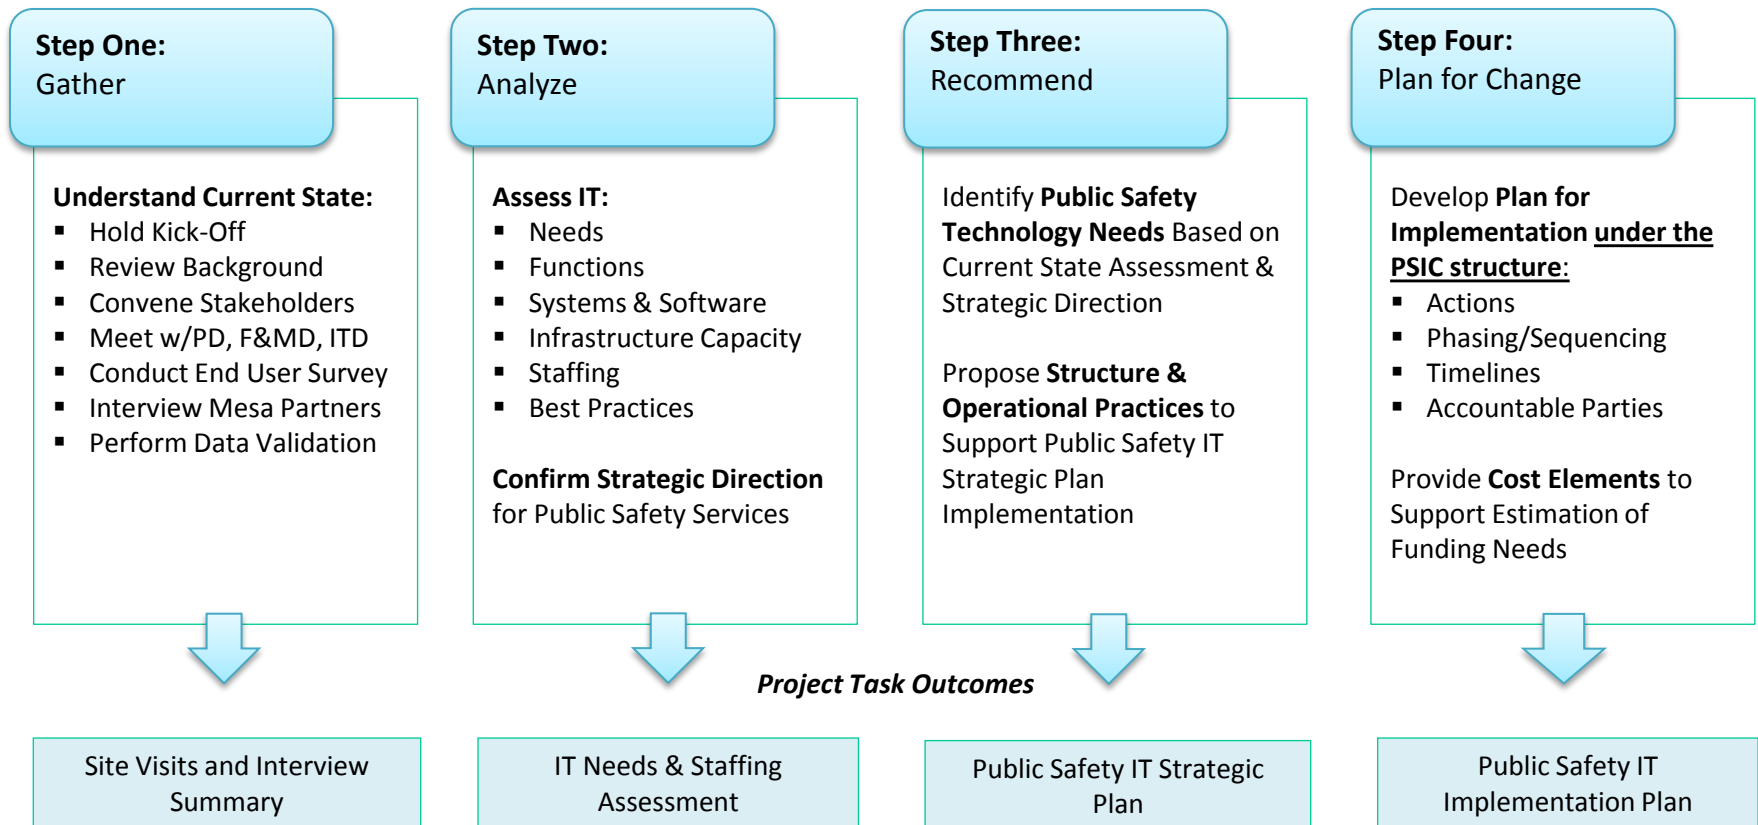 Step One:
Gather
Understand Current State:
▪ Hold Kick-Off
▪ Review Background
▪ Convene Stakeholders
▪ Meet w/PD, F&MD, ITD
▪ Conduct End User Survey
▪ Interview Mesa Partners
▪ Perform Data Validation
Step Two:
Analyze
Assess IT:
▪ Needs
▪ Functions
▪ Systems & Software
▪ Infrastructure Capacity
▪ Staffing
▪ Best Practices
Confirm Strategic Direction
for Public Safety Services
Step Three:
Recommend
Identify Public Safety
Technology Needs Based on
Current State Assessment &
Strategic Direction
Propose Structure &
Operational Practices to
Support Public Safety IT
Strategic Plan
Implementation
Step Four:
Plan for Change
Develop Plan for
Implementation under the
PSIC structure:
▪ Actions
▪ Phasing/Sequencing
▪ Timelines
▪ Accountable Parties
Provide Cost Elements to
Support Estimation of
Funding Needs
Project Task Outcomes
Site Visits and Interview
Summary
IT Needs & Staffing
Assessment
Public Safety IT Strategic
Plan
Public Safety IT
Implementation Plan